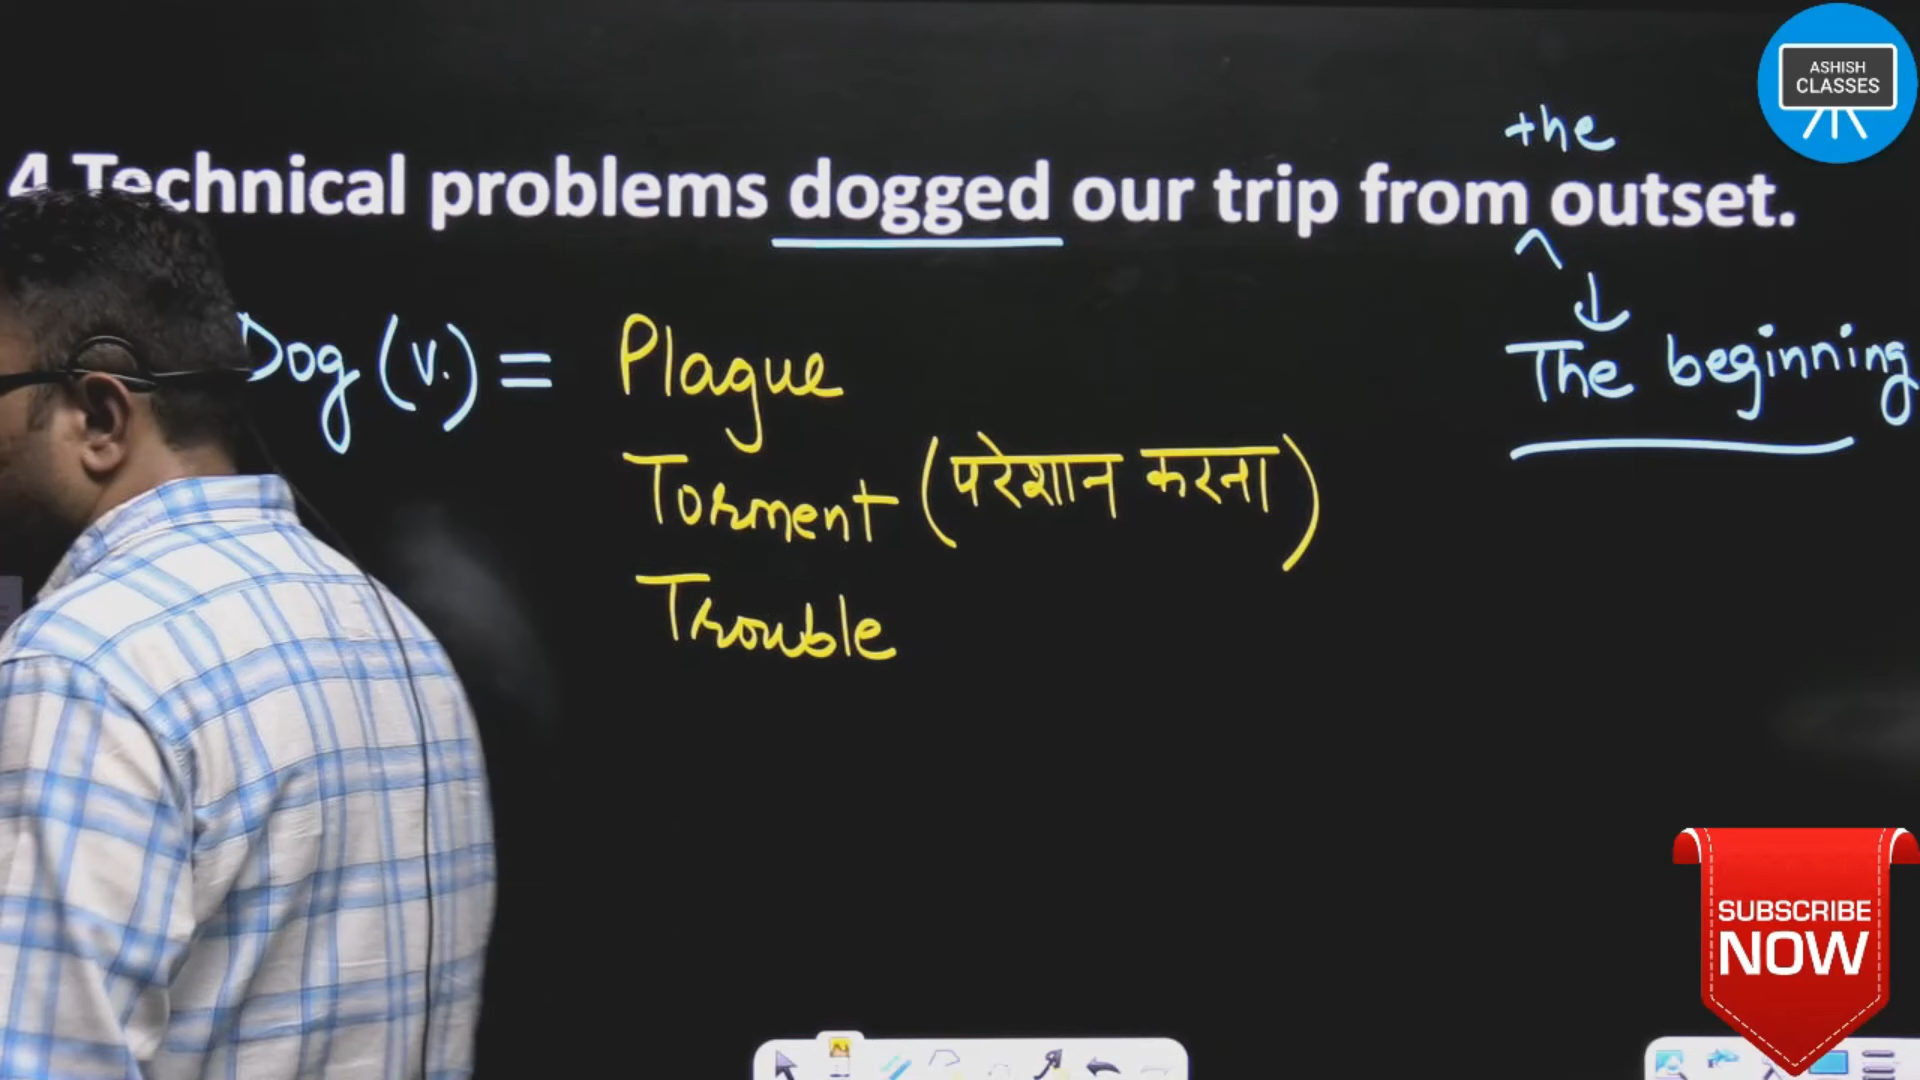 ASHISH
CLASSES
the
4 Technical problems dogged our trip from outset.
Dog (v.) = Plague
The beginning
Torment (परेशान करना)
Trouble
SUBSCRIBE
NOW